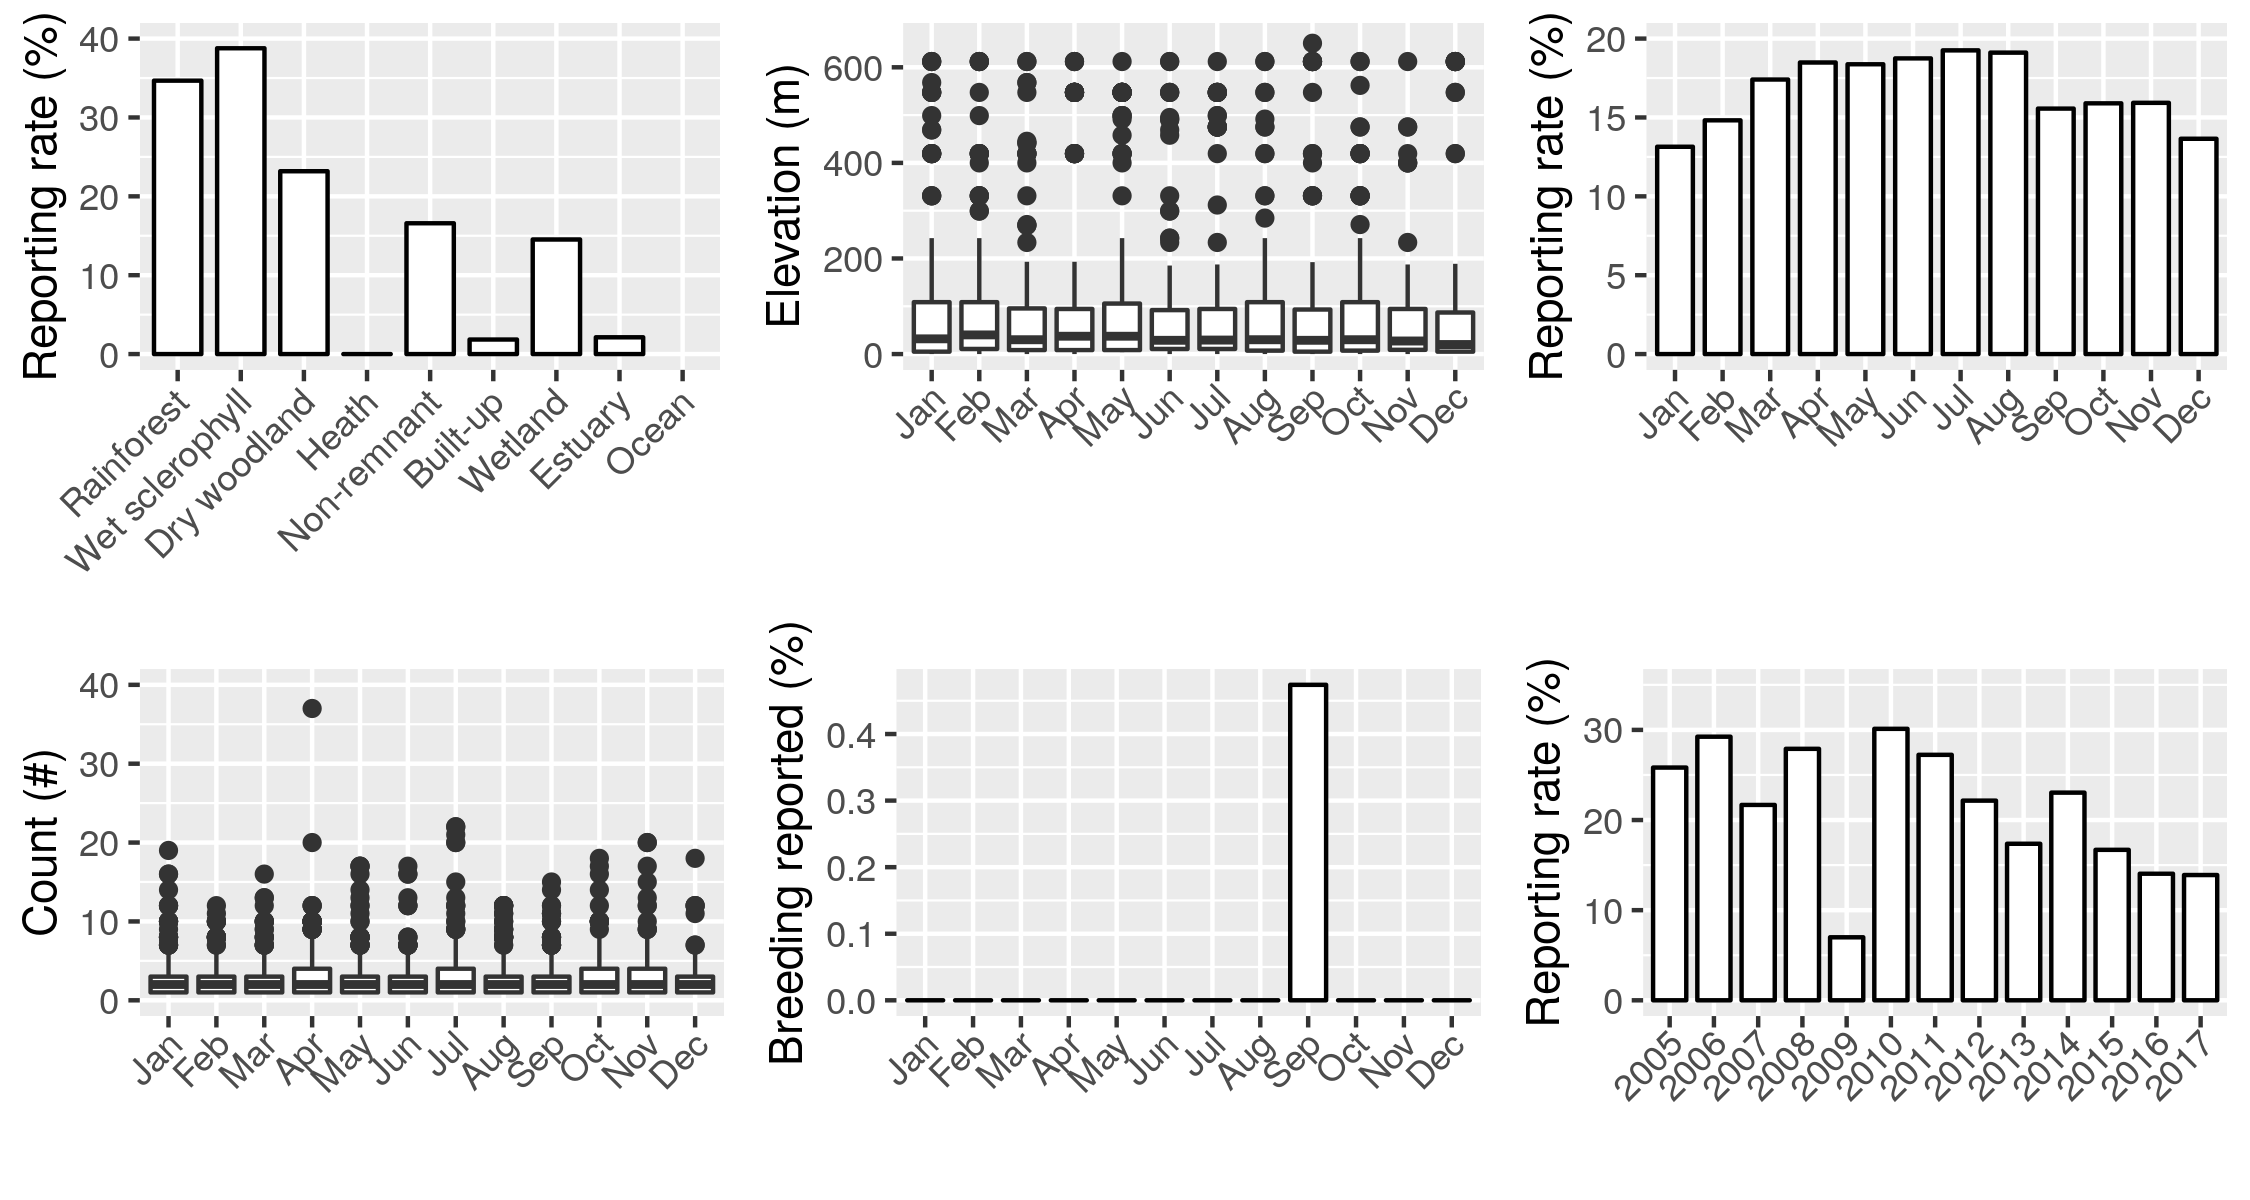 Reporting rate (%)
40
30
20
10
0
Rainforest
Wet sclerophyll
Dry woodland
Heath
Non-remnant
Built-up
Wetland
Estuary
Ocean
Elevation (m)
600
400
200
0
Jan
Feb
Mar
Apr
May
Jun
Jul
Aug
Sep
Oct
Nov
Dec
Reporting rate (%)
20
15
10
5
0
Jan
Feb
Mar
Apr
May
Jun
Jul
Aug
Sep
Oct
Nov
Dec
Count (#)
40
30
20
10
0
Jan
Feb
Mar
Apr
May
Jun
Jul
Aug
Sep
Oct
Nov
Dec
Breeding reported (%)
0.4
0.3
0.2
0.1
0.0
Jan
Feb
Mar
Apr
May
Jun
Jul
Aug
Sep
Oct
Nov
Dec
Reporting rate (%)
30
20
10
0
2005
2006
2007
2008
2009
2010
2011
2012
2013
2014
2015
2016
2017